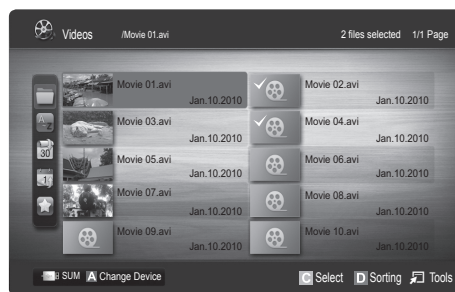 Videos /Movie 01.avi 2 files selected 1/1 Page
Movie 01.avi Movie 02.avi
Jan.10.2010 Jan.10.2010
Movie 03.avi Movie 04.avi
Jan.10.2010 Jan.10.2010
Movie 05.avi Movie 06.avi
Jan.10.2010 Jan.10.2010
Movie 07.avi Movie 08.avi
Jan.10.2010 Jan.10.2010
Movie 09.avi Movie 10.avi
Jan.10.2010 Jan.10.2010
A
Z
30
1
SUM A Change Device C Select D Sorting Tools